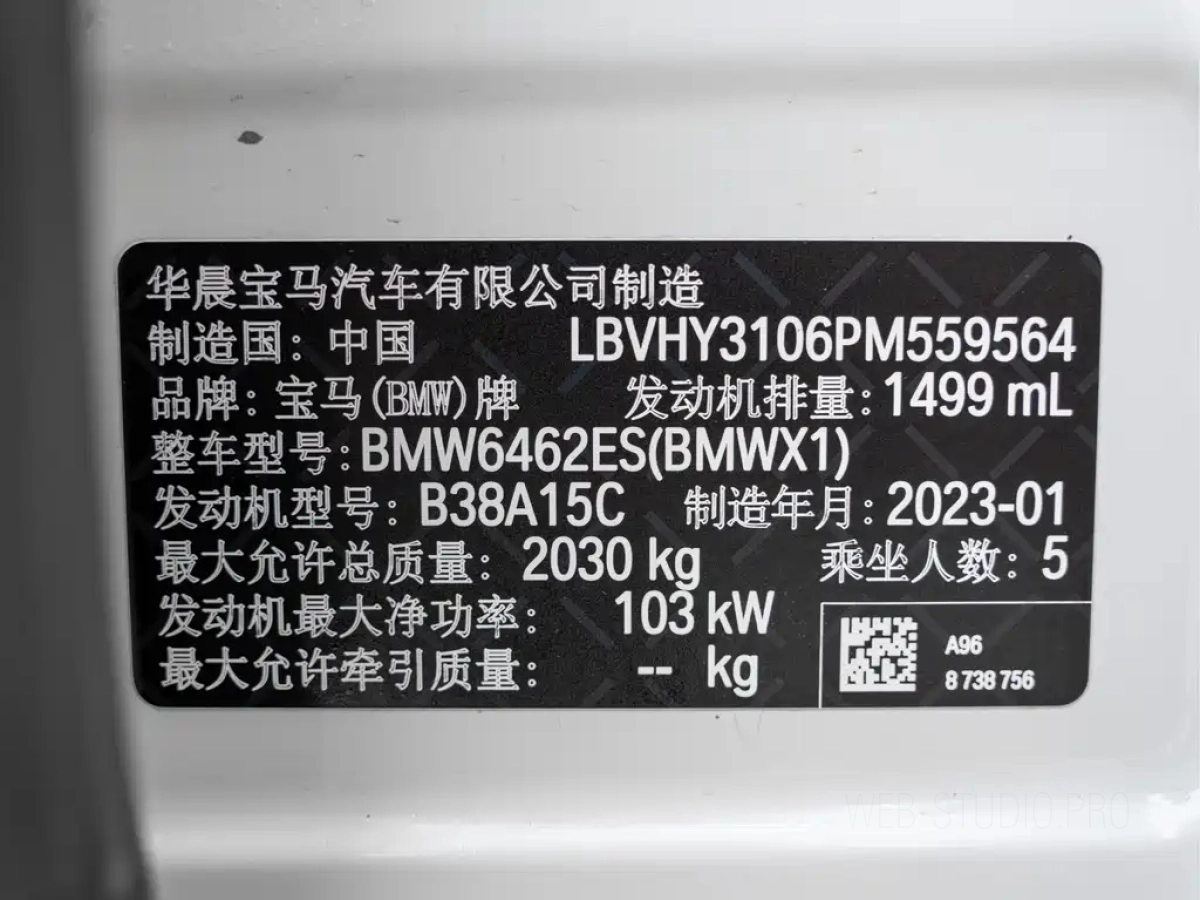 华晨宝马汽车有限公司制造
制造国：中国 LBVHY3106PM559564
品牌：宝马(BMW)牌 发动机排量：1499 mL
整车型号：BMW6462ES(BMWX1)
发动机型号：B38A15C 制造年月：2023-01
最大允许总质量：2030 kg 乘坐人数：5
发动机最大净功率：103 kW
最大允许牵引质量：-- kg
A96
8 738 756
WEB-STUDIO.PRO